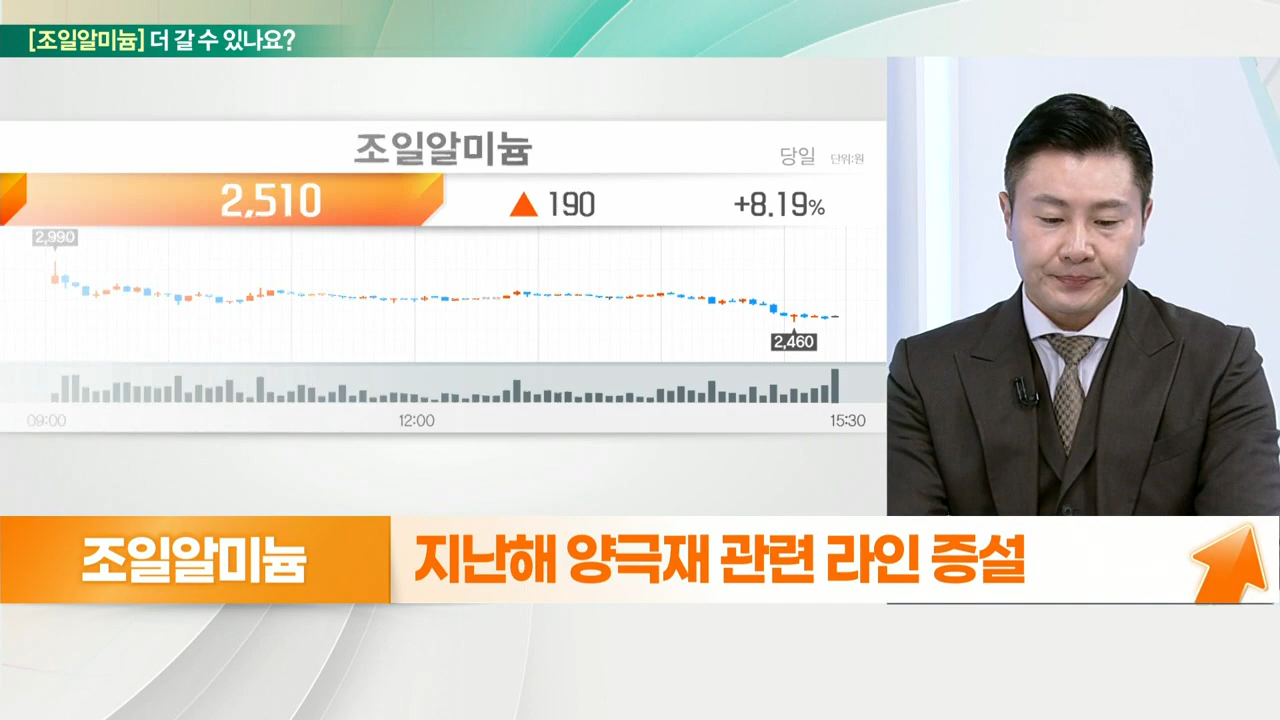 [조일알미늄] 더 갈 수 있나요?
조일알미늄
당일 단위:원
2,510 ▲ 190 +8.19%
2,990
2,460
09:00 12:00 15:30
조일알미늄 지난해 양극재 관련 라인 증설